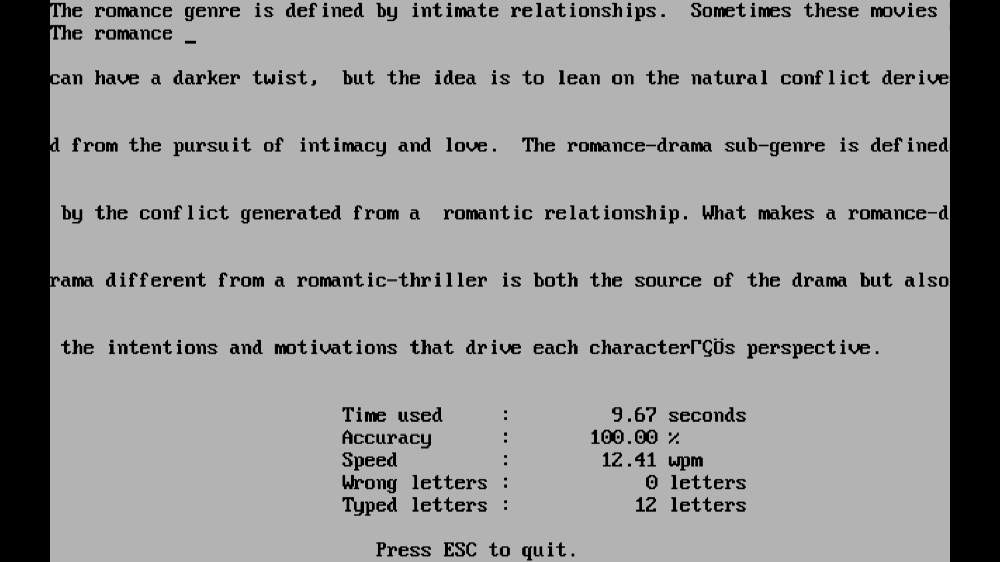 The romance genre is defined by intimate relationships.  Sometimes these movies
The romance _
can have a darker twist,  but the idea is to lean on the natural conflict derive
d from the pursuit of intimacy and love.  The romance-drama sub-genre is defined
 by the conflict generated from a  romantic relationship. What makes a romance-d
rama different from a romantic-thriller is both the source of the drama but also
 the intentions and motivations that drive each characterΓÇÖs perspective.
Time used     :         9.67 seconds
Accuracy      :       100.00 %
Speed         :        12.41 wpm
Wrong letters :            0 letters
Typed letters :           12 letters
Press ESC to quit.